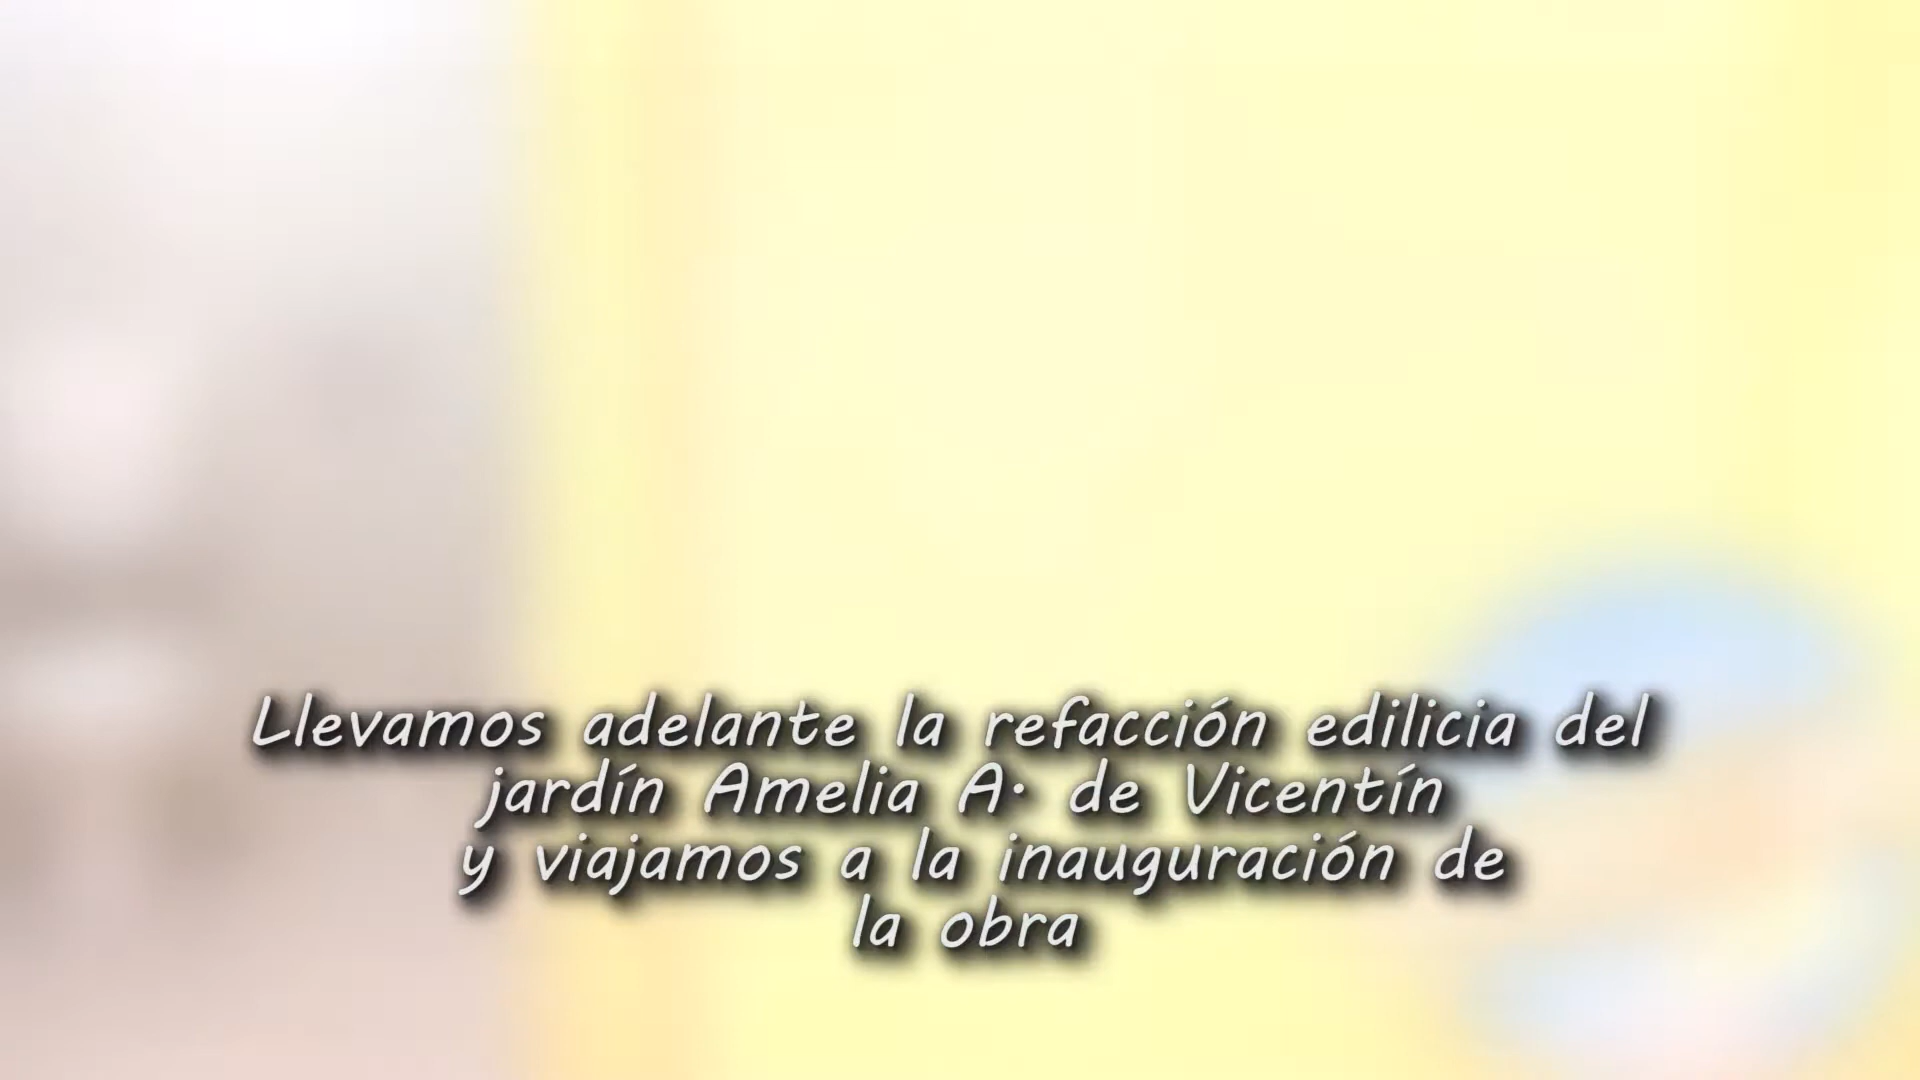 Llevamos adelante la refacción edilicia del
jardín Amelia A. de Vicentín
y viajamos a la inauguración de
la obra